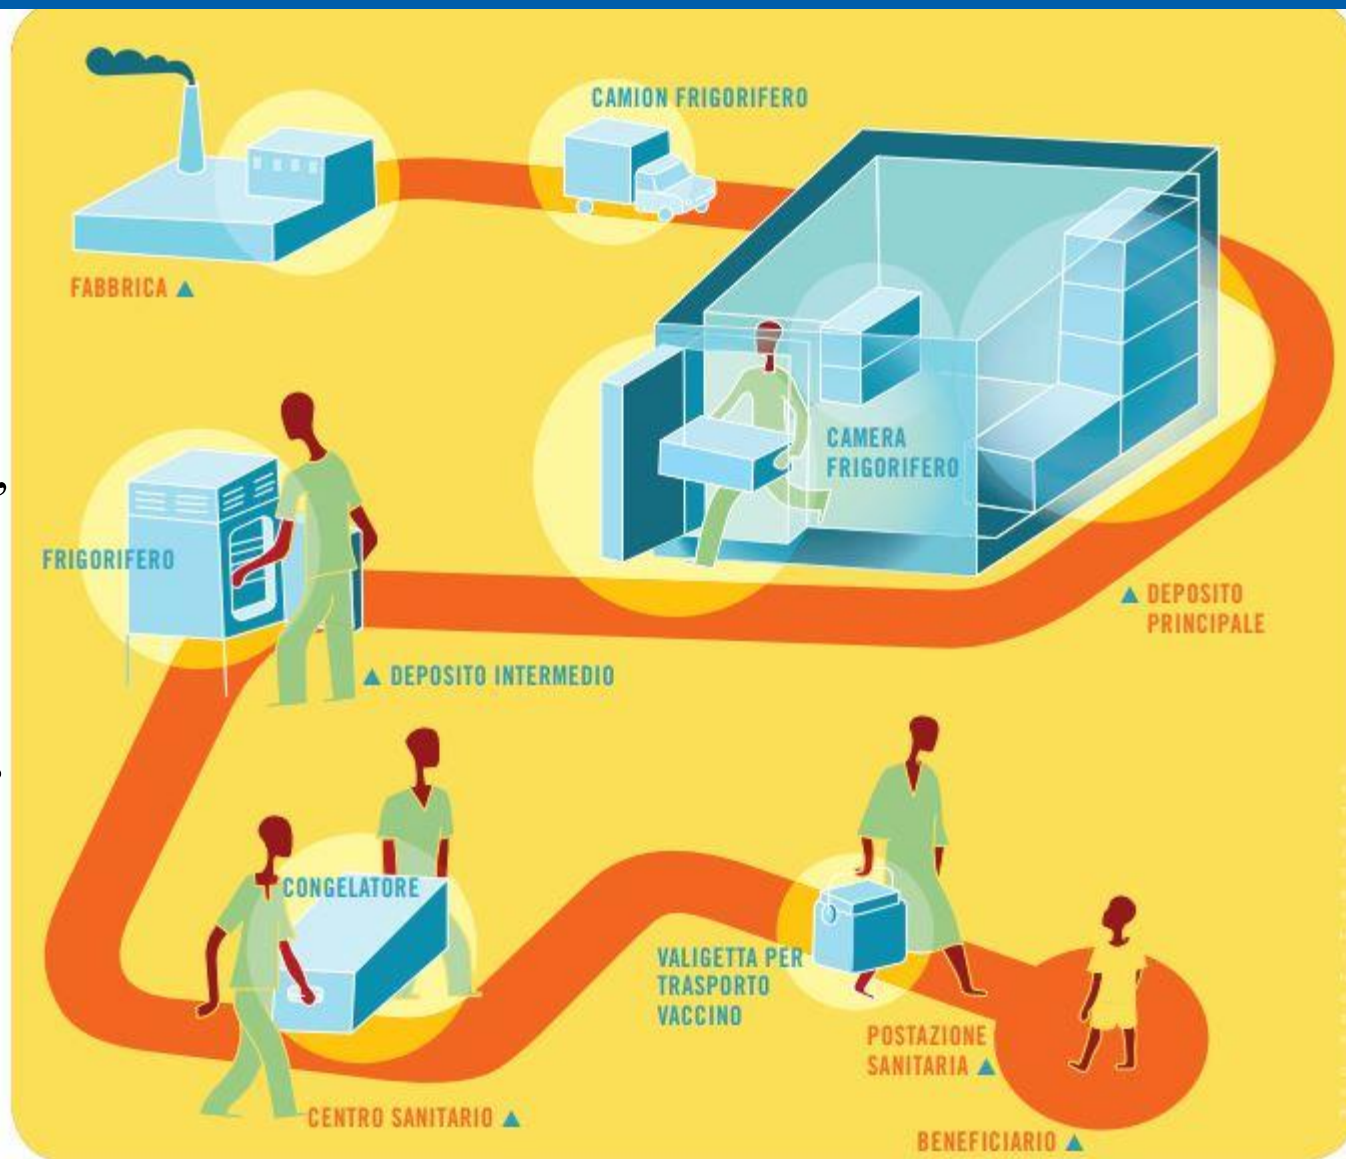 CAMION FRIGORIFERO
FABBRICA ▲
CAMERA
FRIGORIFERO
FRIGORIFERO
▲ DEPOSITO
PRINCIPALE
▲ DEPOSITO INTERMEDIO
CONGELATORE
VALIGETTA PER
TRASPORTO
VACCINO
POSTAZIONE
SANITARIA ▲
CENTRO SANITARIO ▲
BENEFICIARIO ▲